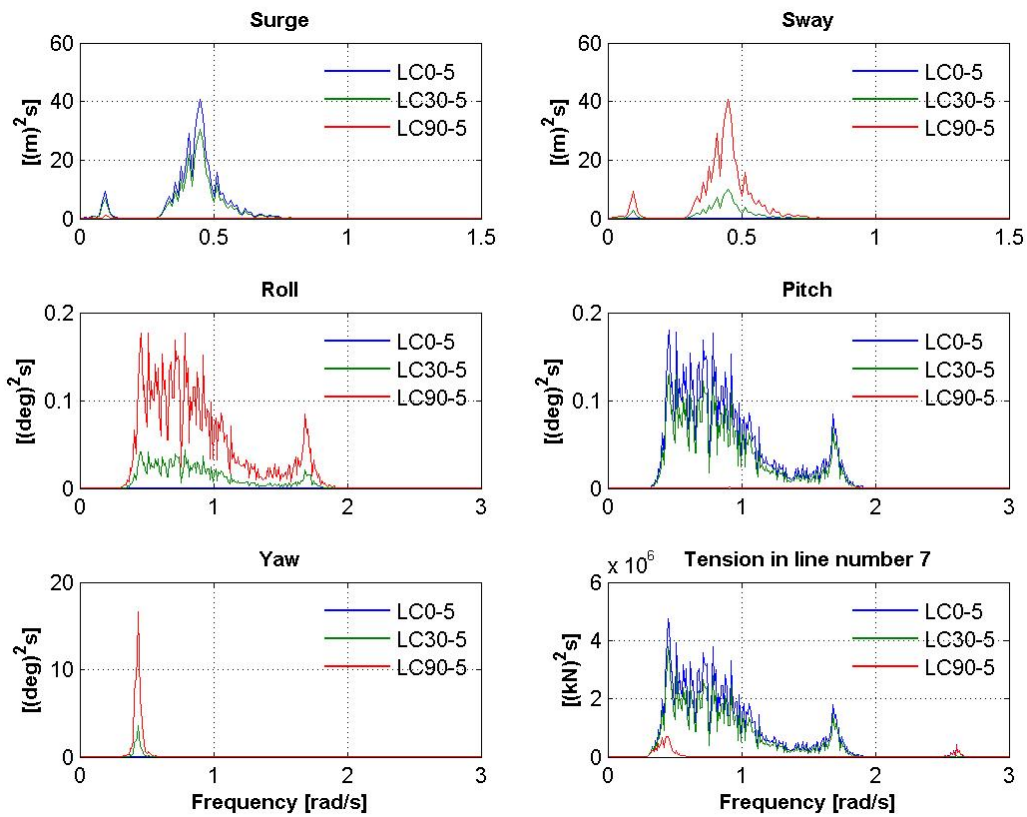 Surge
[(m)²s]
60
40
20
0
0 0.5 1 1.5
LC0-5
LC30-5
LC90-5
Sway
[(m)²s]
60
40
20
0
0 0.5 1 1.5
LC0-5
LC30-5
LC90-5
Roll
[(deg)²s]
0.2
0.1
0
0 1 2 3
LC0-5
LC30-5
LC90-5
Pitch
[(deg)²s]
0.2
0.1
0
0 1 2 3
LC0-5
LC30-5
LC90-5
Yaw
[(deg)²s]
20
10
0
0 1 2 3
LC0-5
LC30-5
LC90-5
Frequency [rad/s]
Tension in line number 7
x 10⁶
[(kN)²s]
6
4
2
0
0 1 2 3
LC0-5
LC30-5
LC90-5
Frequency [rad/s]